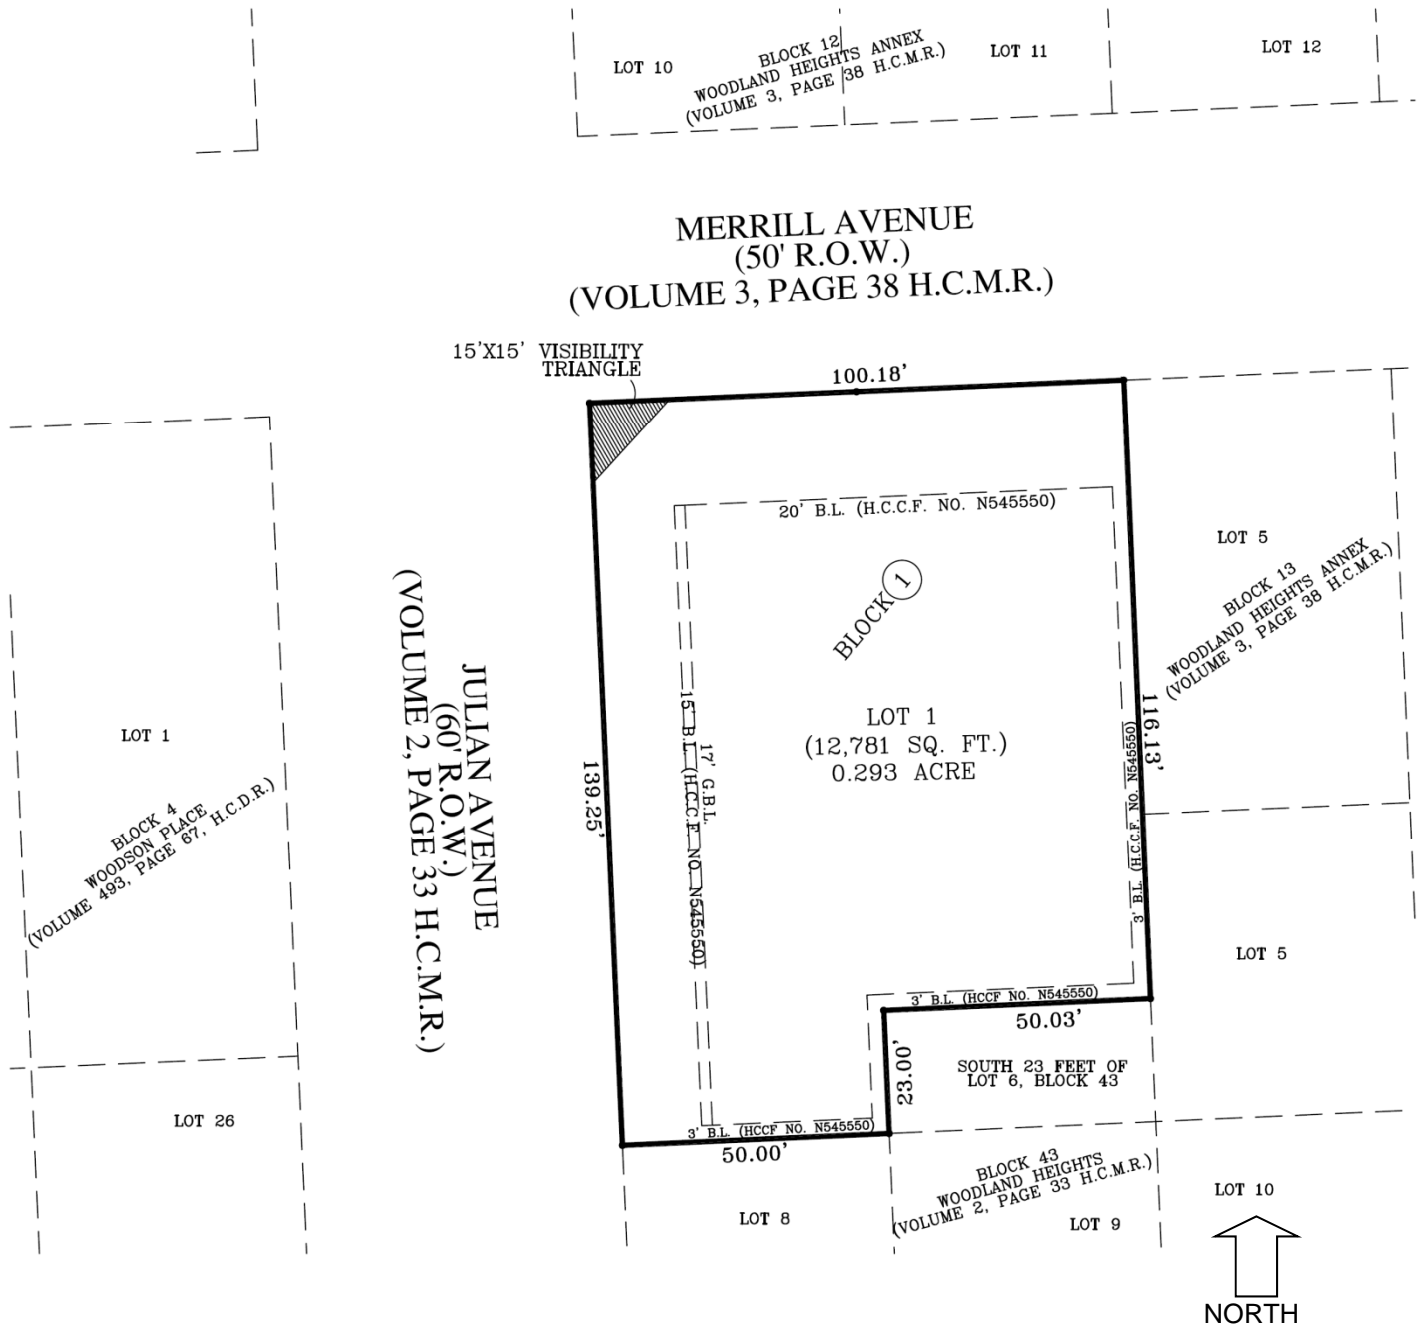 LOT 10
BLOCK 12
WOODLAND HEIGHTS ANNEX
(VOLUME 3, PAGE 38 H.C.M.R.)
LOT 11
LOT 12
MERRILL AVENUE
(50' R.O.W.)
(VOLUME 3, PAGE 38 H.C.M.R.)
15'X15' VISIBILITY
TRIANGLE
100.18'
20' B.L. (H.C.C.F. NO. N545550)
BLOCK 1
LOT 5
BLOCK 13
WOODLAND HEIGHTS ANNEX
(VOLUME 3, PAGE 38 H.C.M.R.)
JULIAN AVENUE
(60' R.O.W.)
(VOLUME 2, PAGE 33 H.C.M.R.)
LOT 1
BLOCK 4
WOODSON PLACE
(VOLUME 493, PAGE 67, H.C.D.R.)
139.25'
17' G.B.L.
15' B.L. (H.C.C.F. NO. N545550)
LOT 1
(12,781 SQ. FT.)
0.293 ACRE
116.13'
3' B.L. (H.C.C.F. NO. N545550)
LOT 5
3' B.L. (HCCF NO. N545550)
50.03'
23.00'
SOUTH 23 FEET OF
LOT 6, BLOCK 43
LOT 26
3' B.L. (HCCF NO. N545550)
50.00'
BLOCK 43
WOODLAND HEIGHTS
(VOLUME 2, PAGE 33 H.C.M.R.)
LOT 8
LOT 9
LOT 10
NORTH